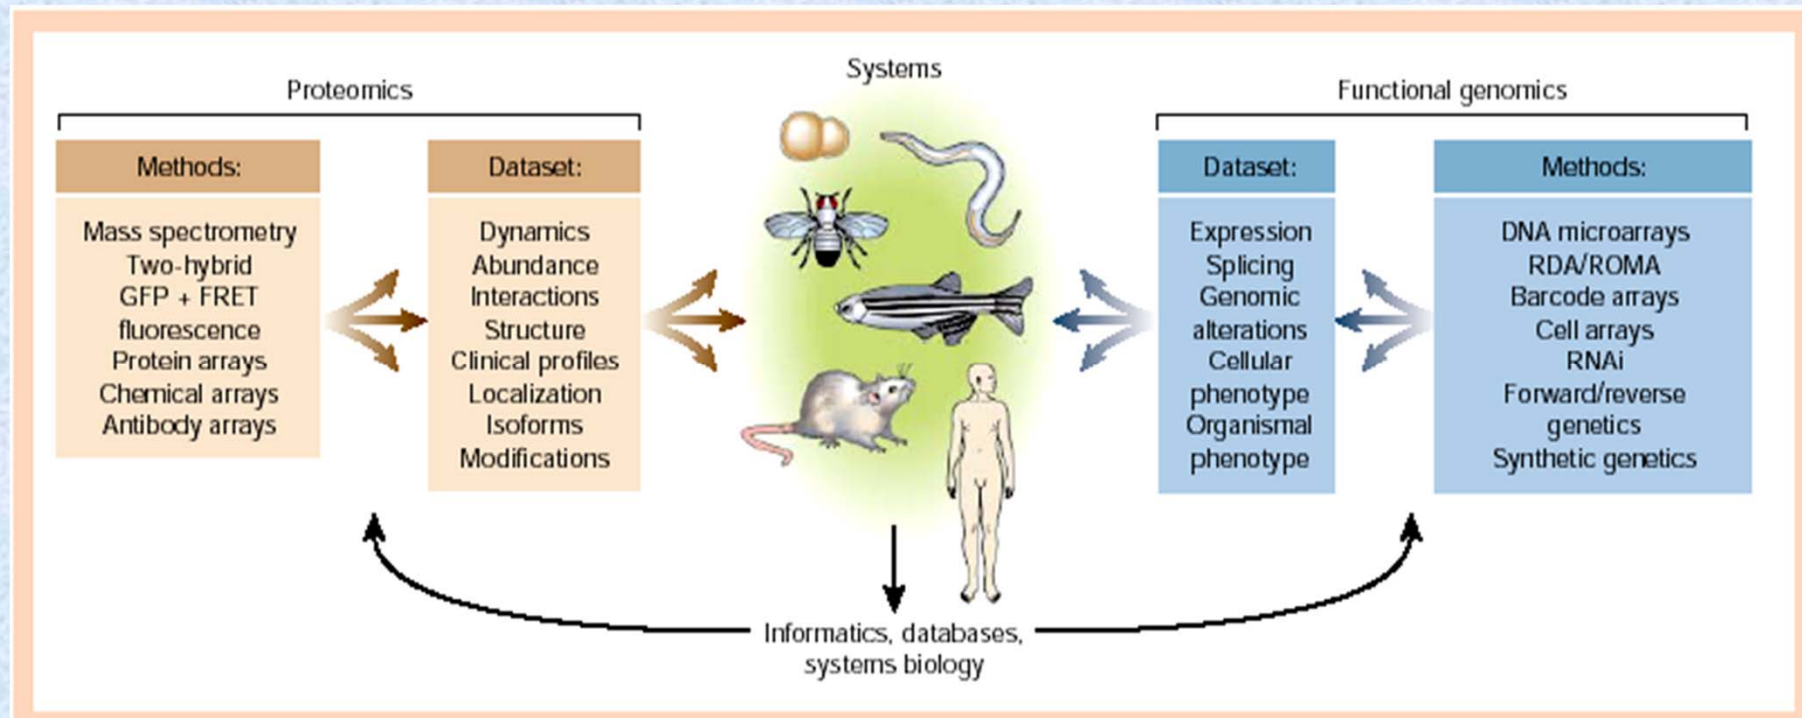 Systems
Proteomics
Functional genomics
Methods:
Mass spectrometry
Two-hybrid
GFP + FRET
fluorescence
Protein arrays
Chemical arrays
Antibody arrays
Dataset:
Dynamics
Abundance
Interactions
Structure
Clinical profiles
Localization
Isoforms
Modifications
Dataset:
Expression
Splicing
Genomic
alterations
Cellular
phenotype
Organismal
phenotype
Methods:
DNA microarrays
RDA/ROMA
Barcode arrays
Cell arrays
RNAi
Forward/reverse
genetics
Synthetic genetics
Informatics, databases,
systems biology